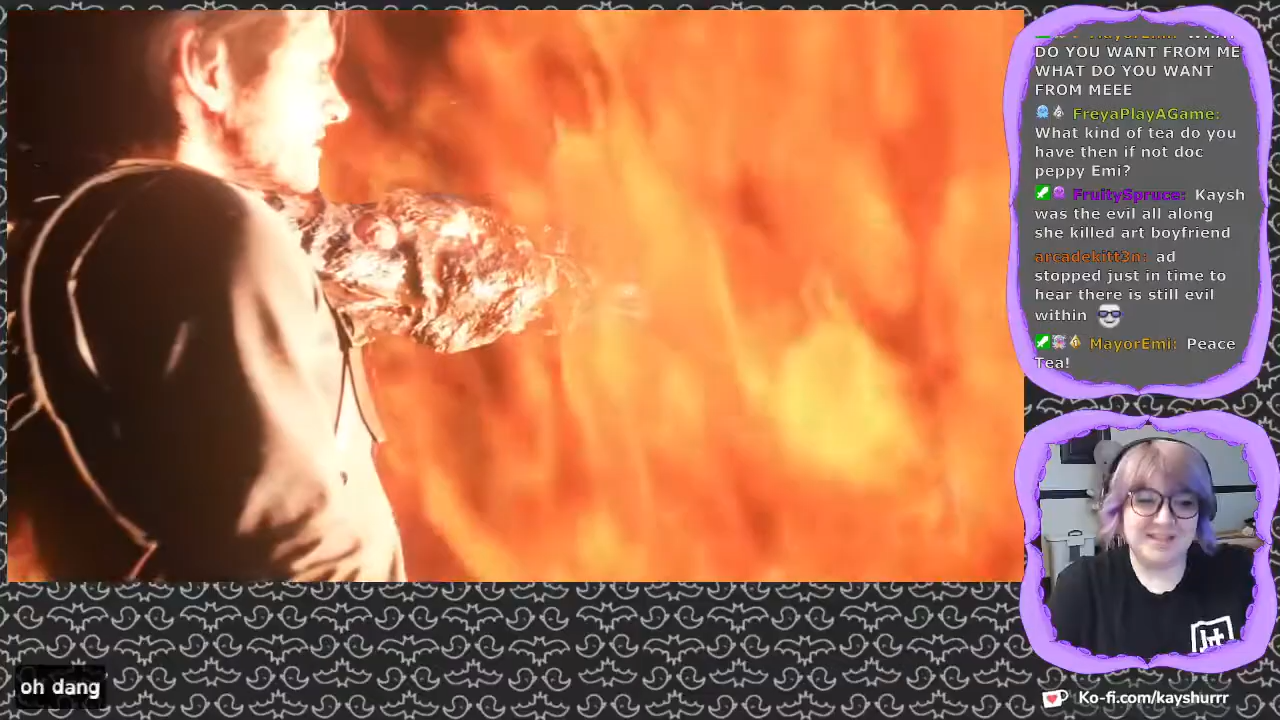 DO YOU WANT FROM ME
WHAT DO YOU WANT
FROM MEEE
FreyaPlayAGame:
What kind of tea do you
have then if not doc
peppy Emi?
FruitySpruce: Kaysh
was the evil all along
she killed art boyfriend
arcadekitt3n: ad
stopped just in time to
hear there is still evil
within
MayorEmi: Peace
Tea!
oh dang
Ko-fi.com/kayshurrr